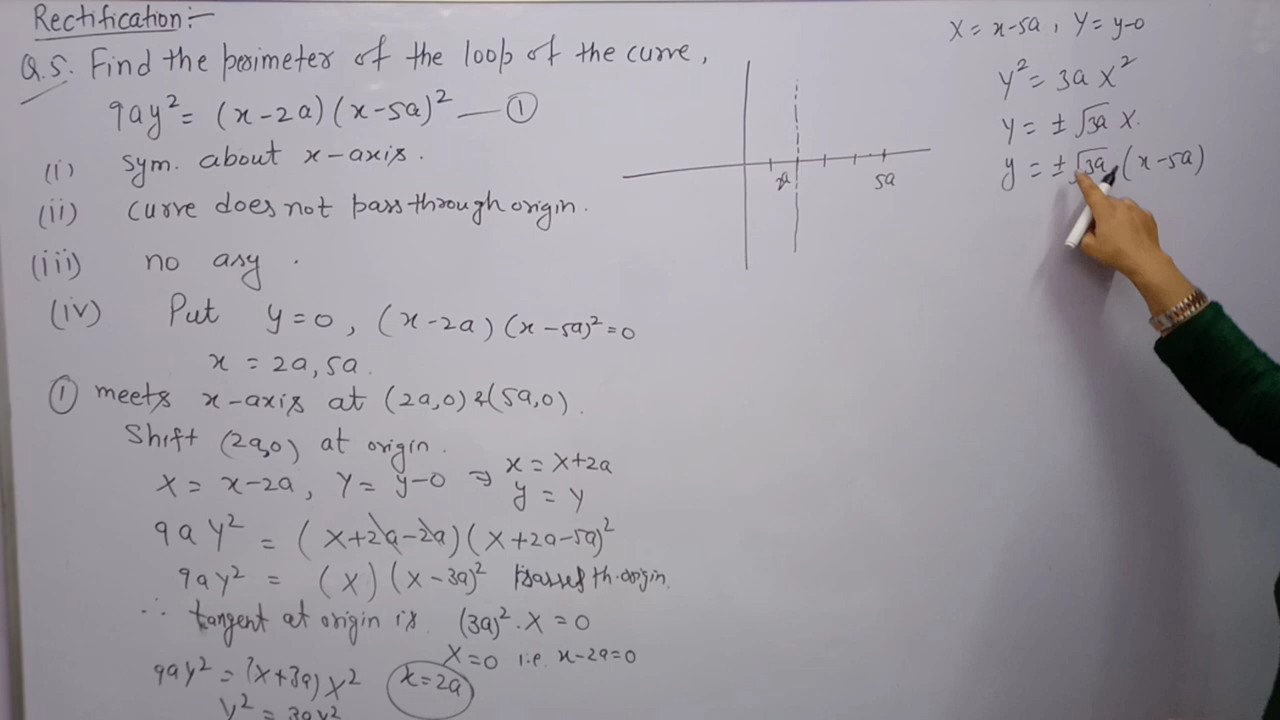 Rectification:-
Q.5. Find the perimeter of the loop of the curve,
9ay² = (x-2a)(x-5a)² — ①
(i) sym. about x-axis.
(ii) curve does not pass through origin.
(iii) no asy.
(iv) Put y=0, (x-2a)(x-5a)²=0
x = 2a, 5a.
① meets x-axis at (2a,0) & (5a,0).
Shift (2a,0) at origin.
X = x-2a, Y = y-0 ⇒ x = X+2a
y = Y
9aY² = (X+2a-2a)(X+2a-5a)²
9aY² = (X)(X-3a)² passes th. origin.
∴ tangent at origin is (3a)².X=0
X=0 i.e. x-2a=0
9ay² = (X+3a)X²
x=2a
2a
5a
X = x-5a, Y = y-0
Y² = 3a X²
Y = ± √3a X.
y = ± √3a (x-5a)